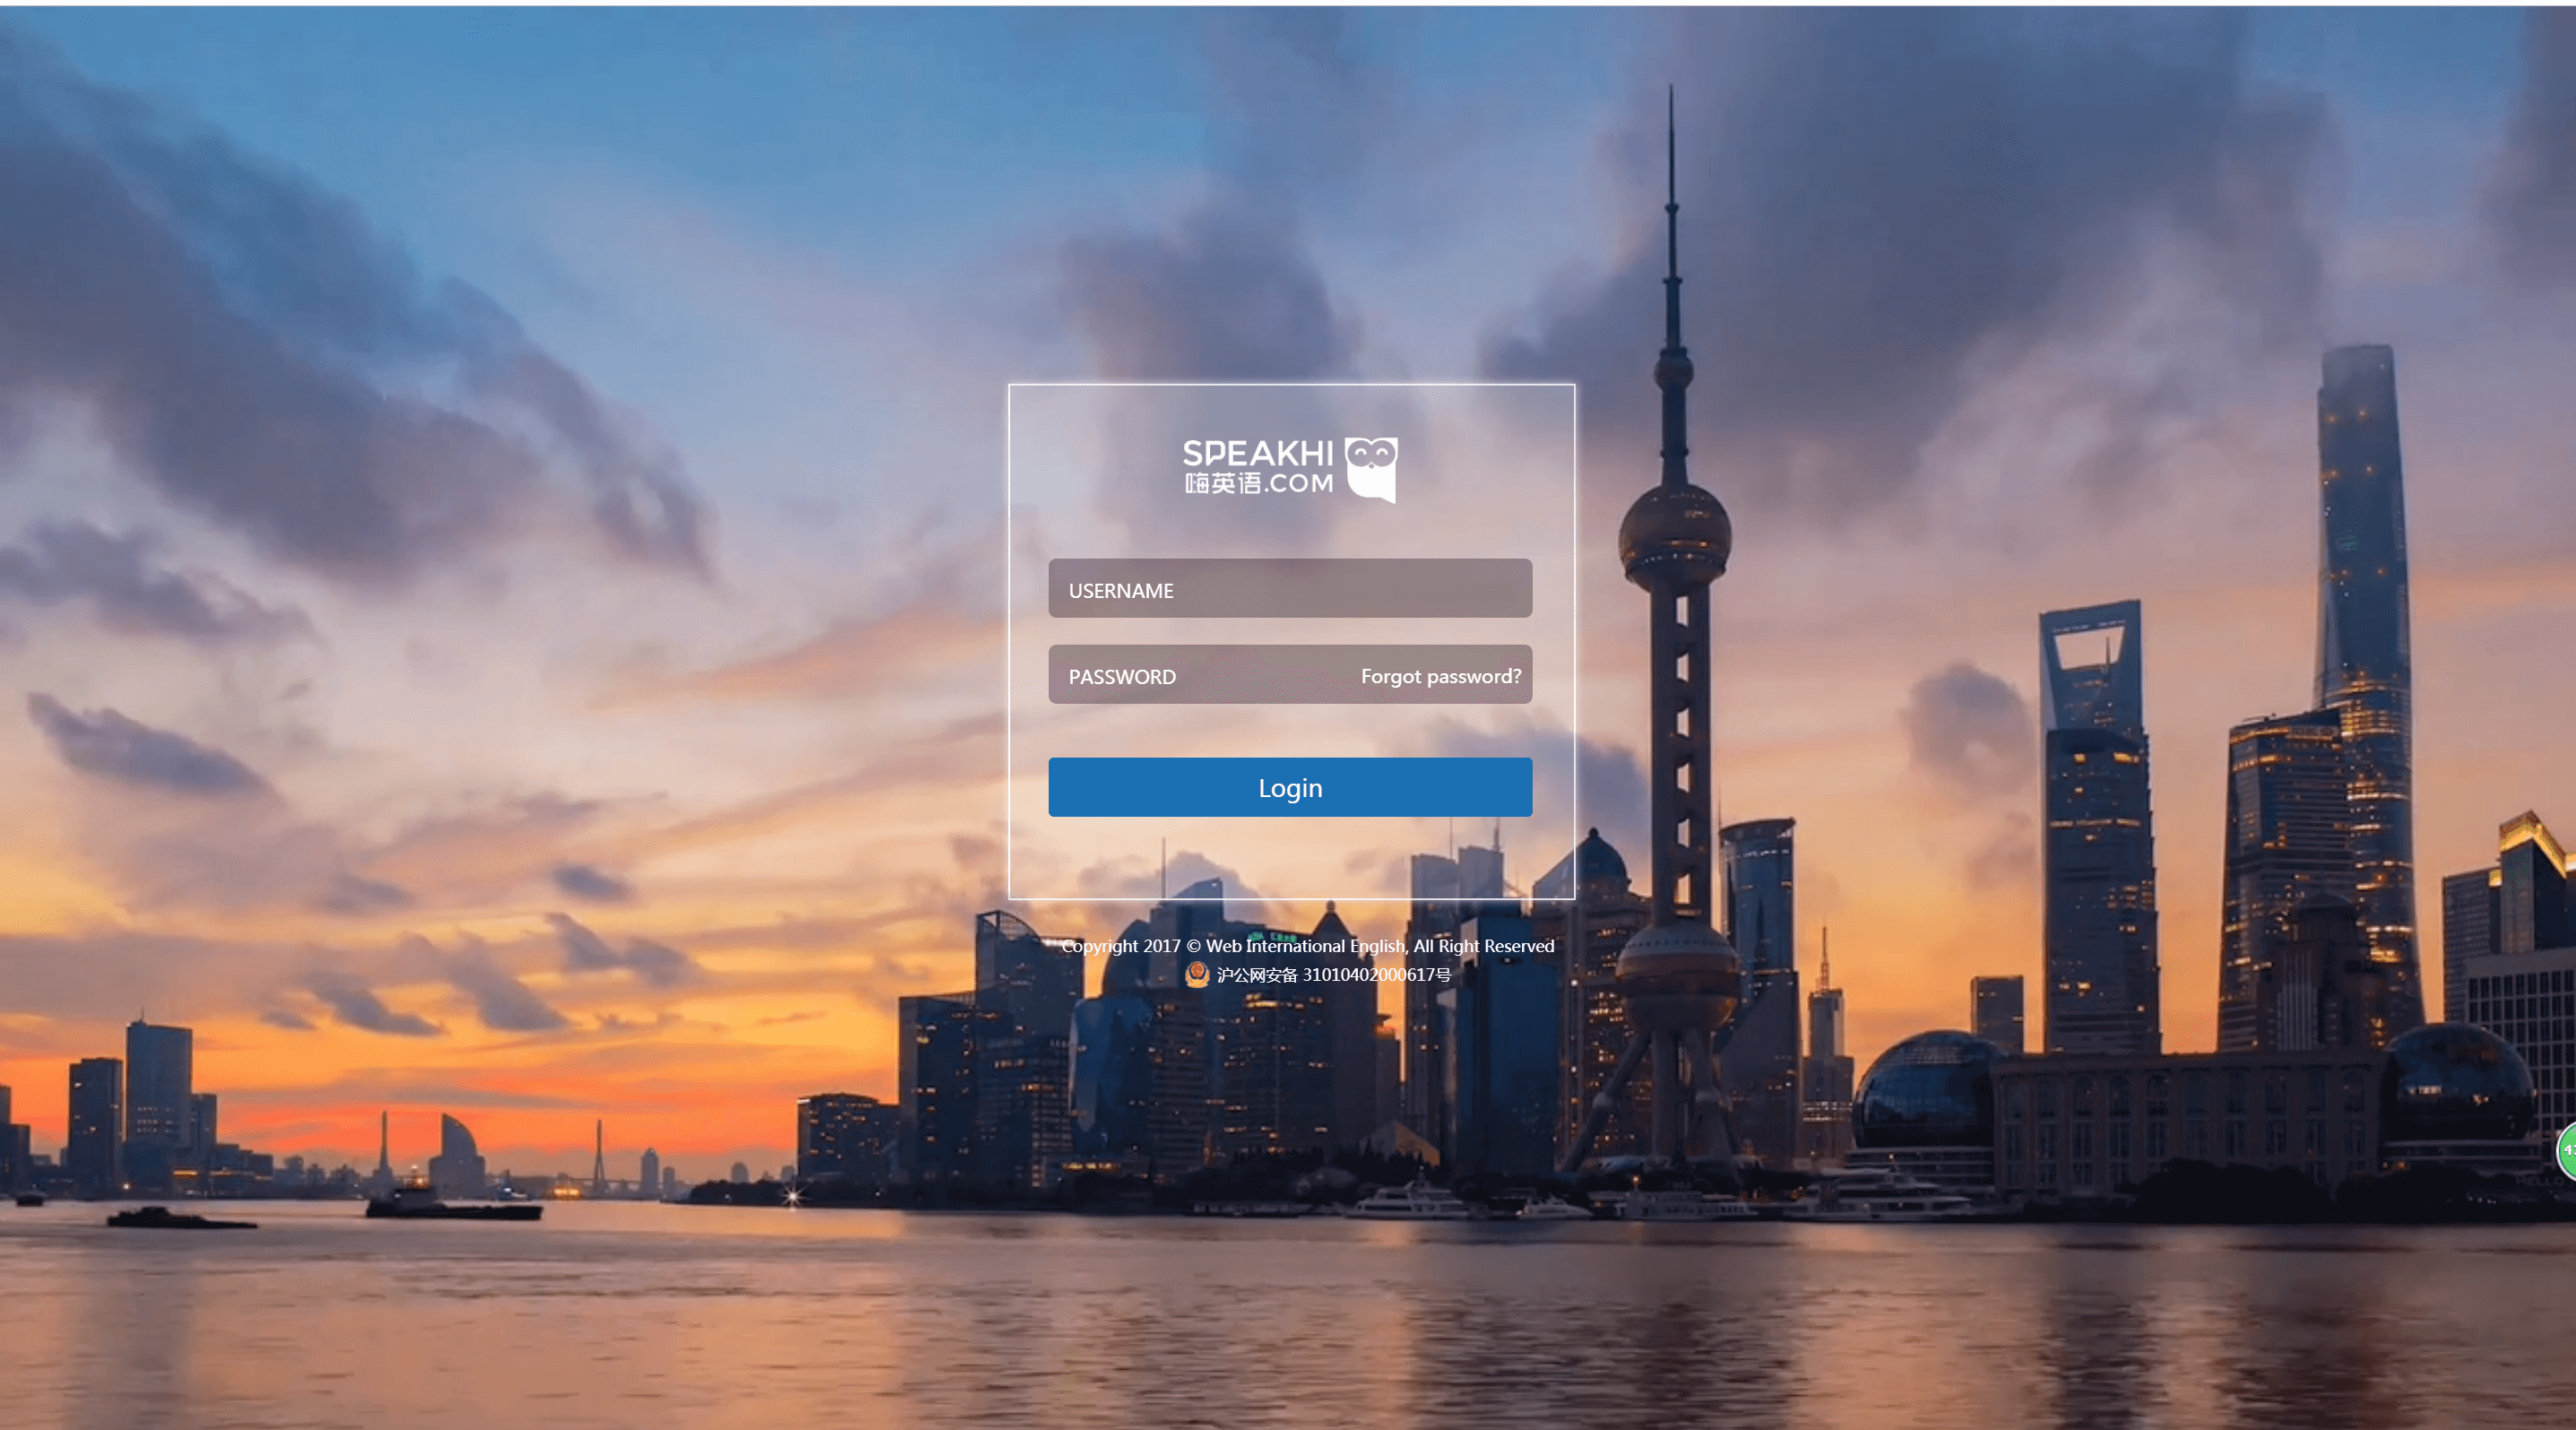 SPEAKHI
嗨英语.COM
USERNAME
PASSWORD Forgot password?
Login
Copyright 2017 © Web International English, All Right Reserved
沪公网安备 31010402000617号